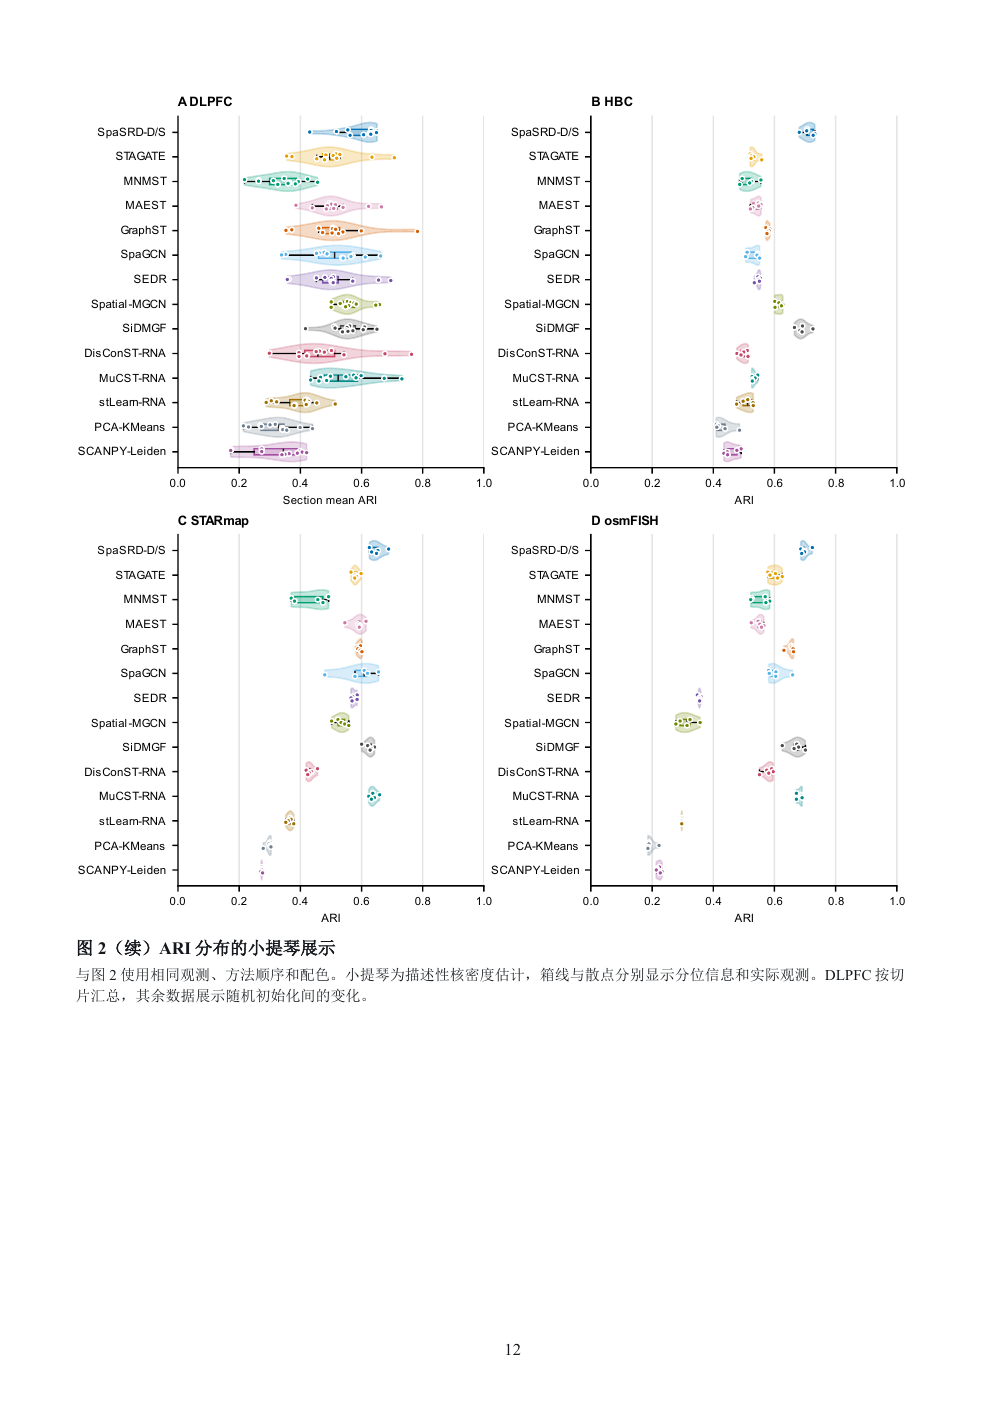 A DLPFC
SpaSRD-D/S
STAGATE
MNMST
MAEST
GraphST
SpaGCN
SEDR
Spatial-MGCN
SiDMGF
DisConST-RNA
MuCST-RNA
stLearn-RNA
PCA-KMeans
SCANPY-Leiden
0.0 0.2 0.4 0.6 0.8 1.0
Section mean ARI
B HBC
SpaSRD-D/S
STAGATE
MNMST
MAEST
GraphST
SpaGCN
SEDR
Spatial-MGCN
SiDMGF
DisConST-RNA
MuCST-RNA
stLearn-RNA
PCA-KMeans
SCANPY-Leiden
0.0 0.2 0.4 0.6 0.8 1.0
ARI
C STARmap
SpaSRD-D/S
STAGATE
MNMST
MAEST
GraphST
SpaGCN
SEDR
Spatial-MGCN
SiDMGF
DisConST-RNA
MuCST-RNA
stLearn-RNA
PCA-KMeans
SCANPY-Leiden
0.0 0.2 0.4 0.6 0.8 1.0
ARI
D osmFISH
SpaSRD-D/S
STAGATE
MNMST
MAEST
GraphST
SpaGCN
SEDR
Spatial-MGCN
SiDMGF
DisConST-RNA
MuCST-RNA
stLearn-RNA
PCA-KMeans
SCANPY-Leiden
0.0 0.2 0.4 0.6 0.8 1.0
ARI
图 2（续）ARI 分布的小提琴展示
与图 2 使用相同观测、方法顺序和配色。小提琴为描述性核密度估计，箱线与散点分别显示分位信息和实际观测。DLPFC 按切
片汇总，其余数据展示随机初始化间的变化。
12